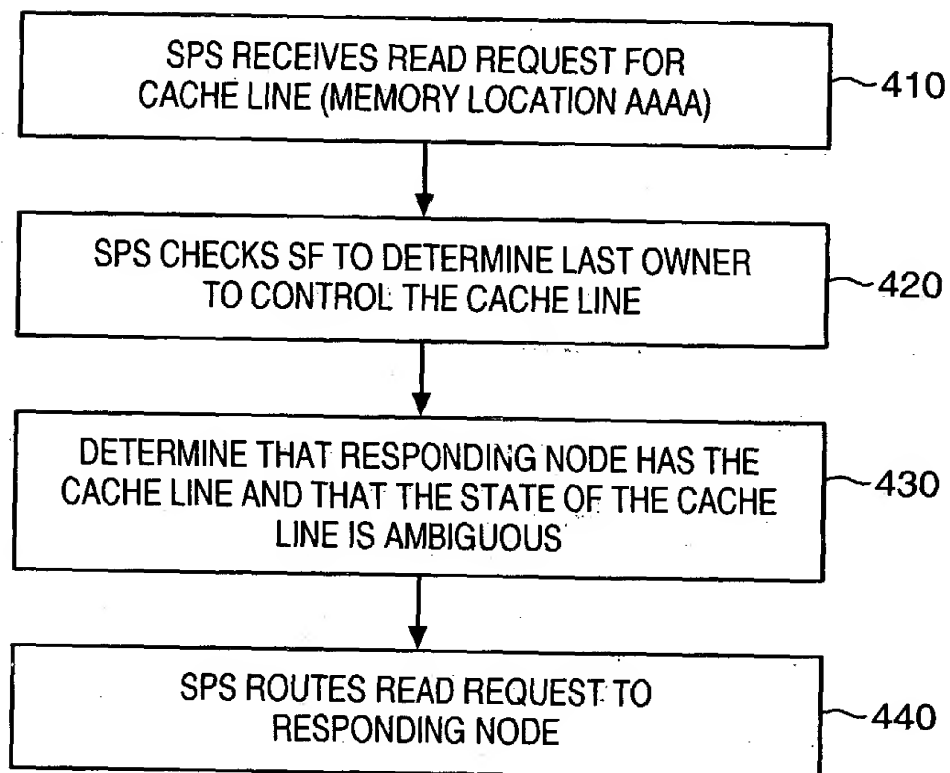 SPS RECEIVES READ REQUEST FOR
CACHE LINE (MEMORY LOCATION AAAA)
410
SPS CHECKS SF TO DETERMINE LAST OWNER
TO CONTROL THE CACHE LINE
420
DETERMINE THAT RESPONDING NODE HAS THE
CACHE LINE AND THAT THE STATE OF THE CACHE
LINE IS AMBIGUOUS
430
SPS ROUTES READ REQUEST TO
RESPONDING NODE
440